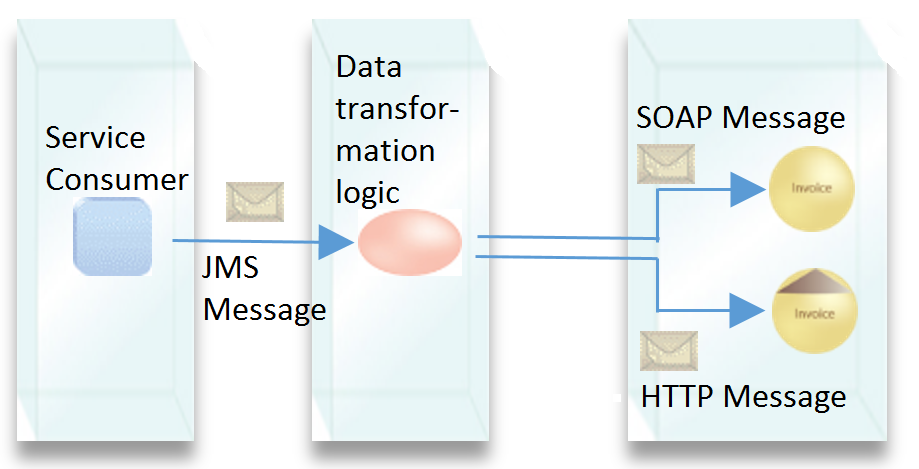 Service
Consumer
JMS
Message
Data
transfor-
mation
logic
SOAP Message
Invoice
Invoice
HTTP Message